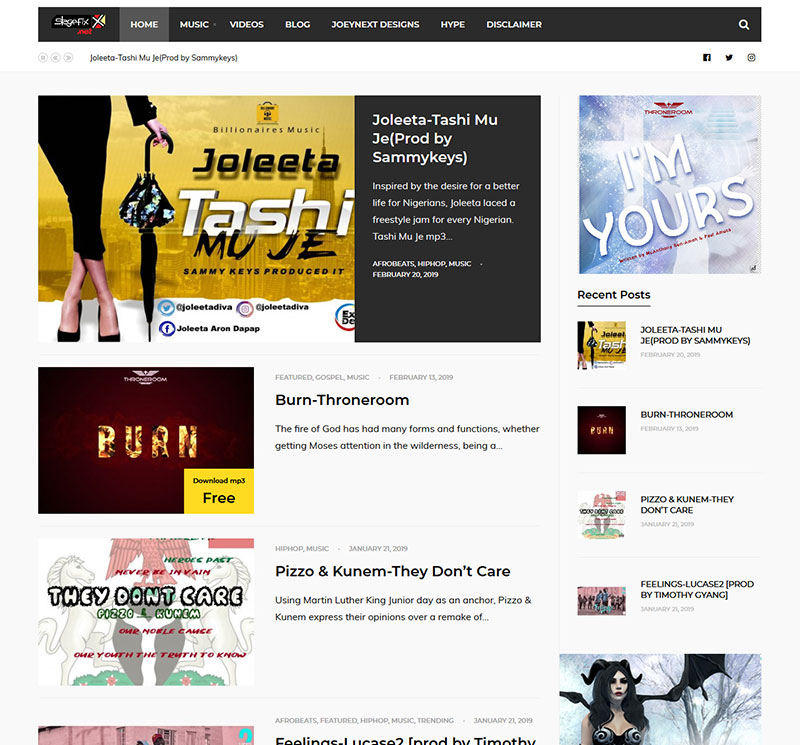 StageFix
.net
HOME MUSIC VIDEOS BLOG JOEYNEXT DESIGNS HYPE DISCLAIMER
Joleeta-Tashi Mu Je(Prod by Sammykeys)
Billionaires Music
Joleeta
Tashi
MU JE
SAMMY KEYS PRODUCED IT
@joleetadiva @joleetadiva
Joleeta Aron Dapap
Joleeta-Tashi Mu
Je(Prod by
Sammykeys)
Inspired by the desire for a better
life for Nigerians, Joleeta laced a
freestyle jam for every Nigerian.
Tashi Mu Je mp3...
AFROBEATS, HIPHOP, MUSIC
FEBRUARY 20, 2019
THRONEROOM
I'M
YOURS
Recent Posts
JOLEETA-TASHI MU
JE(PROD BY SAMMYKEYS)
FEBRUARY 20, 2019
BURN-THRONEROOM
FEBRUARY 13, 2019
PIZZO & KUNEM-THEY
DON'T CARE
JANUARY 21, 2019
FEELINGS-LUCASE2 [PROD
BY TIMOTHY GYANG]
JANUARY 21, 2019
THRONEROOM
BURN
Download mp3
Free
FEATURED, GOSPEL, MUSIC • FEBRUARY 13, 2019
Burn-Throneroom
The fire of God has had many forms and functions, whether
getting Moses attention in the wilderness, being a...
HEROES PAST
NEVER BE IN VAIN
THEY DONT CARE
PIZZO & KUNEM
OUR NOBLE CAUSE
OUR YOUTH THE TRUTH TO KNOW
HIPHOP, MUSIC • JANUARY 21, 2019
Pizzo & Kunem-They Don't Care
Using Martin Luther King Junior day as an anchor, Pizzo &
Kunem express their opinions over a remake of...
AFROBEATS, FEATURED, HIPHOP, MUSIC, TRENDING • JANUARY 21, 2019
Feelings-Lucase2 [prod by Timothy